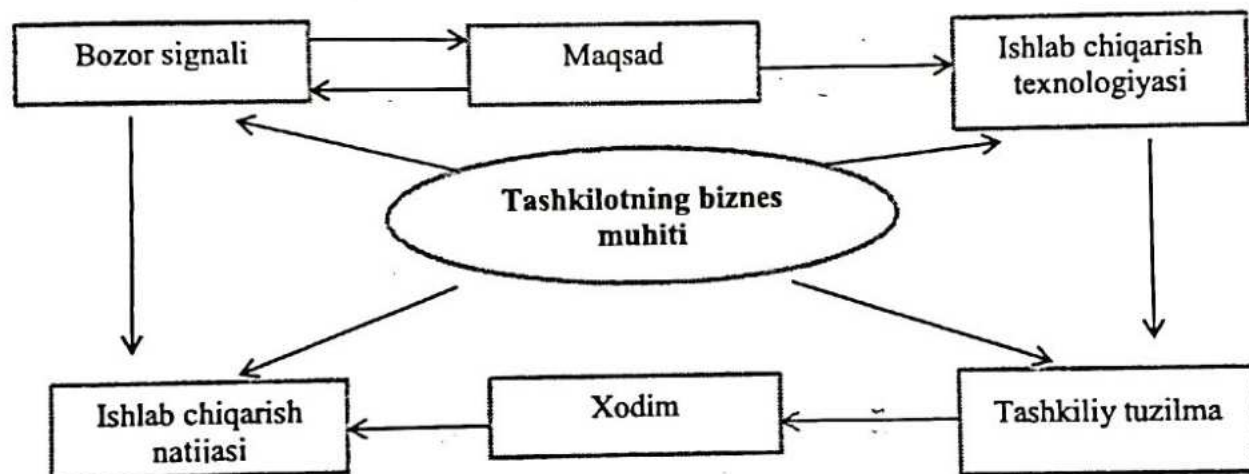 Bozor signali
Maqsad
Ishlab chiqarish
texnologiyasi
Tashkilotning biznes
muhiti
Ishlab chiqarish
natijasi
Xodim
Tashkiliy tuzilma